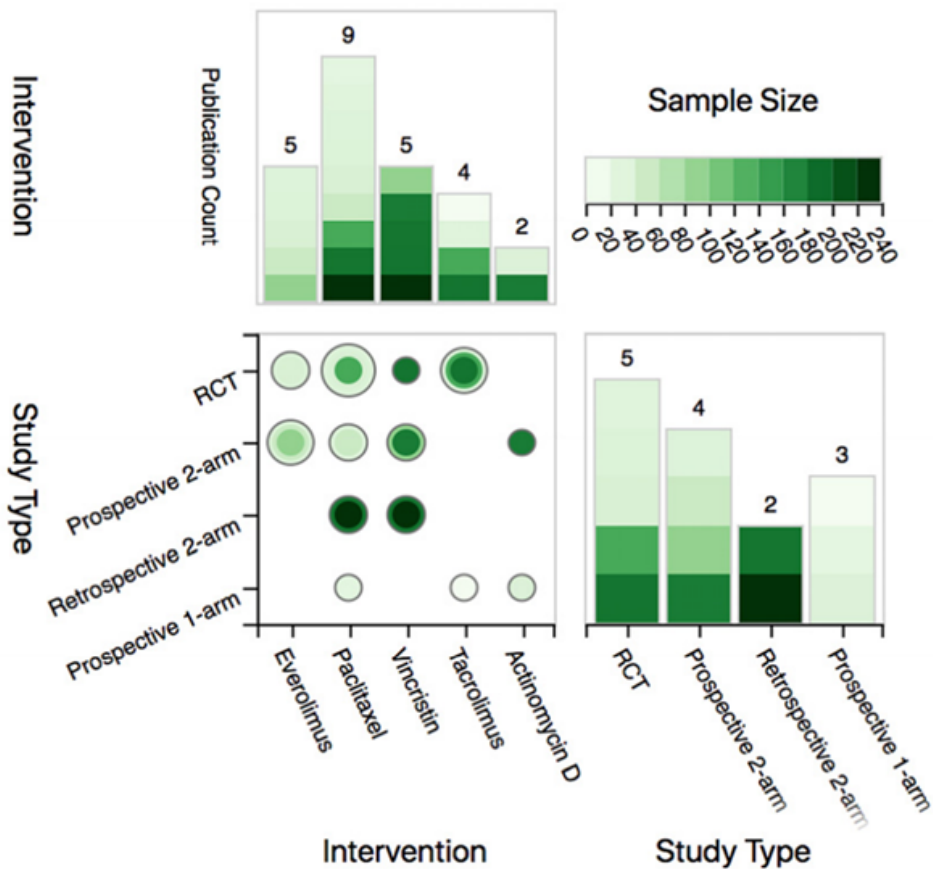 Intervention
Publication Count
5
9
5
4
2
Sample Size
0
20
40
60
80
100
120
140
160
180
200
220
240
Study Type
RCT
Prospective 2-arm
Retrospective 2-arm
Prospective 1-arm
Everolimus
Paclitaxel
Vincristin
Tacrolimus
Actinomycin D
Intervention
5
4
2
3
RCT
Prospective 2-arm
Retrospective 2-arm
Prospective 1-arm
Study Type